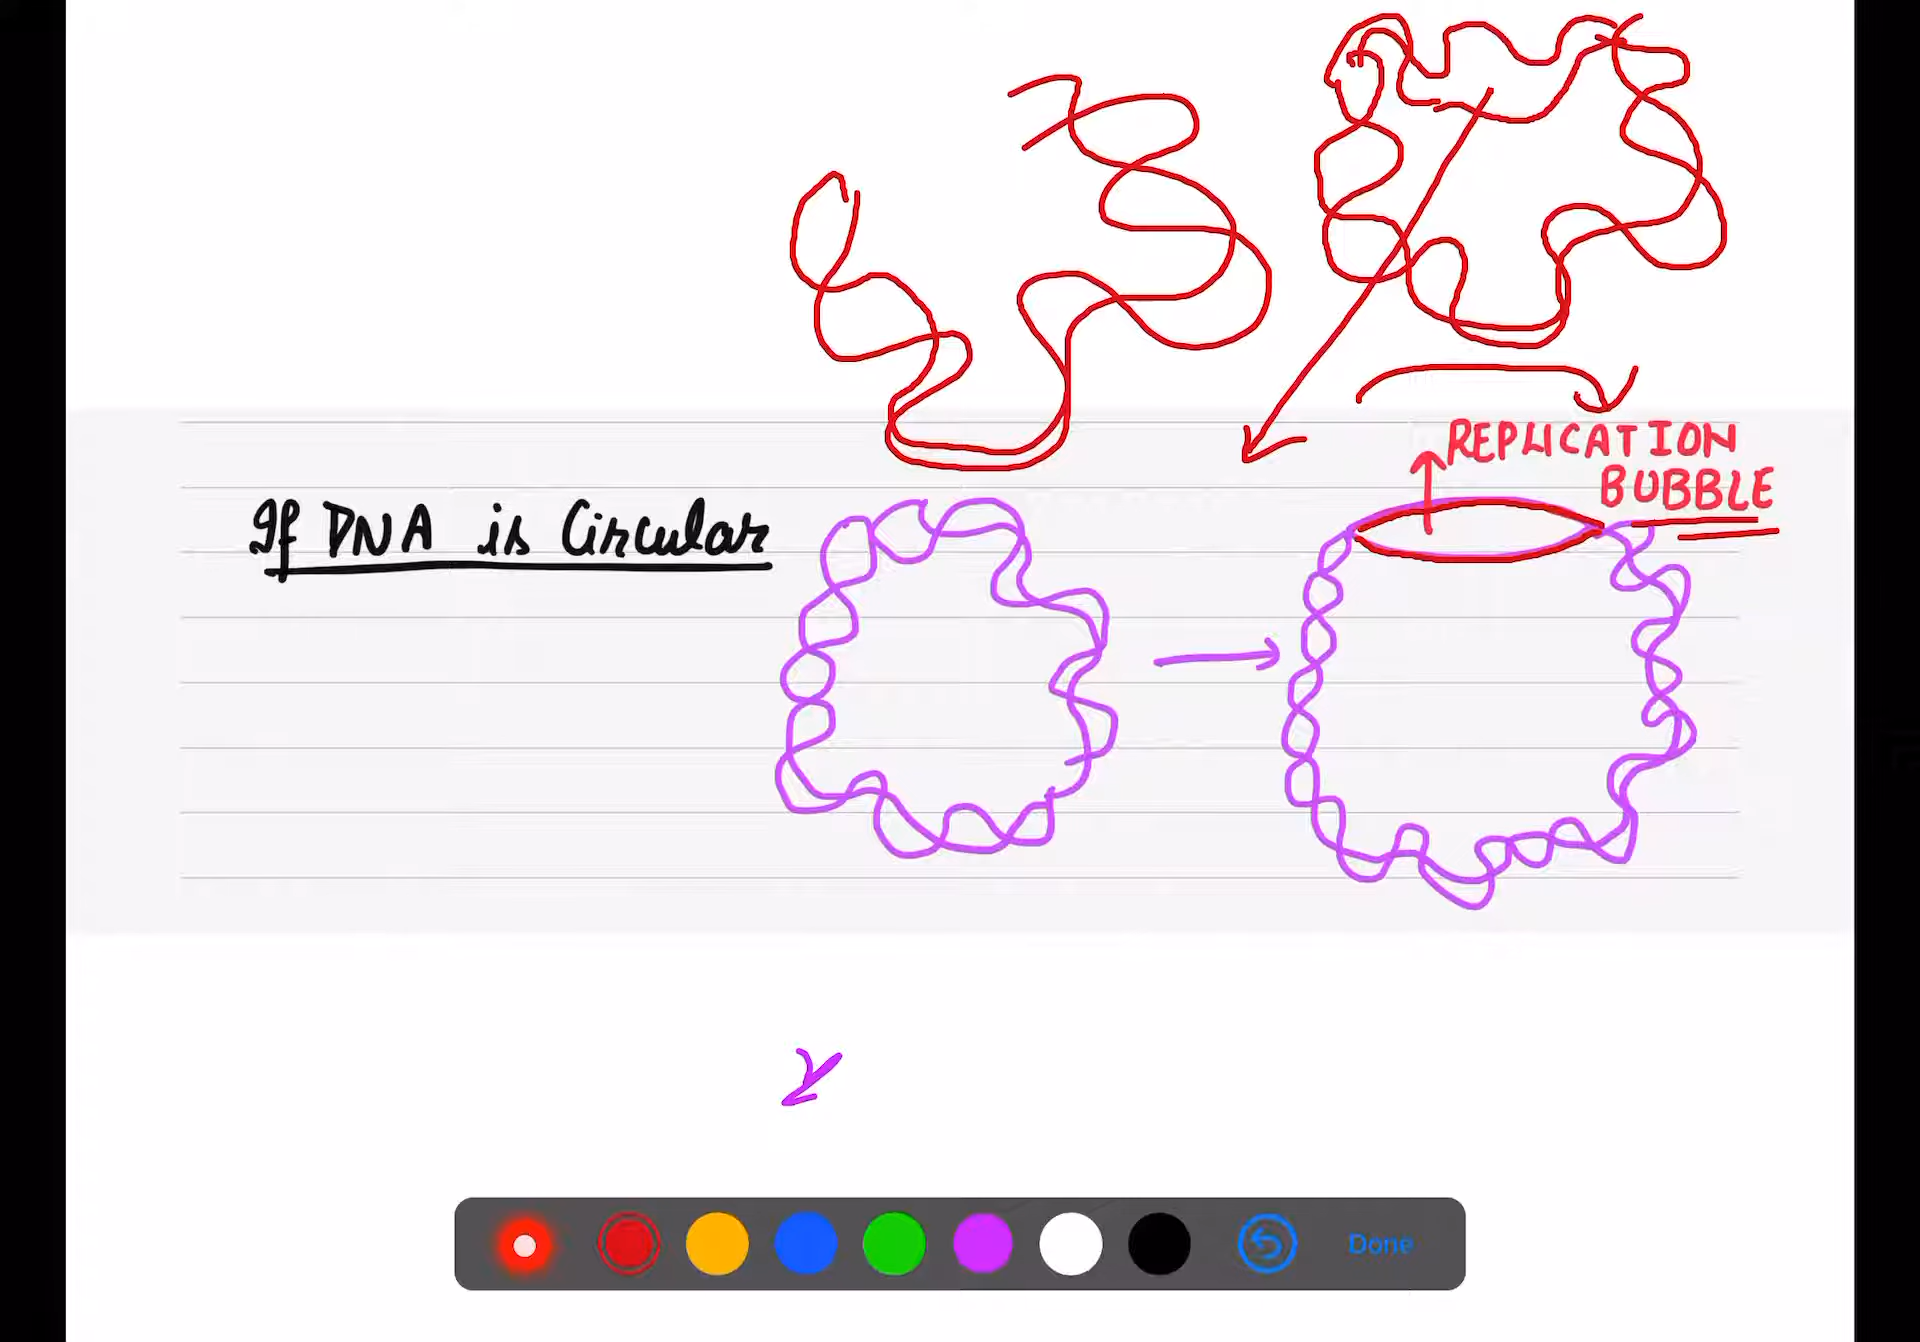 REPLICATION
BUBBLE
If DNA is Circular
Done